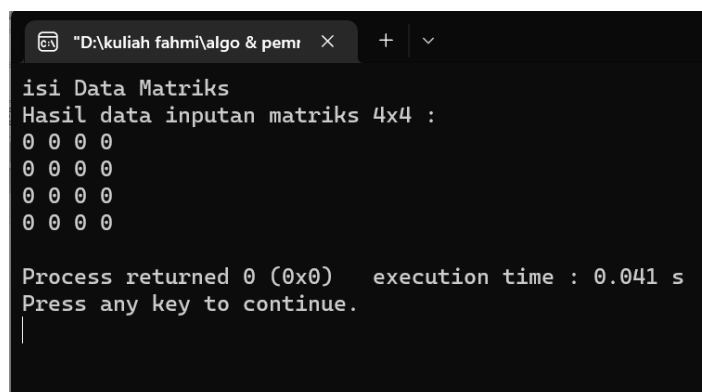 "D:\kuliah fahmi\algo & pemr
isi Data Matriks
Hasil data inputan matriks 4x4 :
0 0 0 0
0 0 0 0
0 0 0 0
0 0 0 0
Process returned 0 (0x0)   execution time : 0.041 s
Press any key to continue.